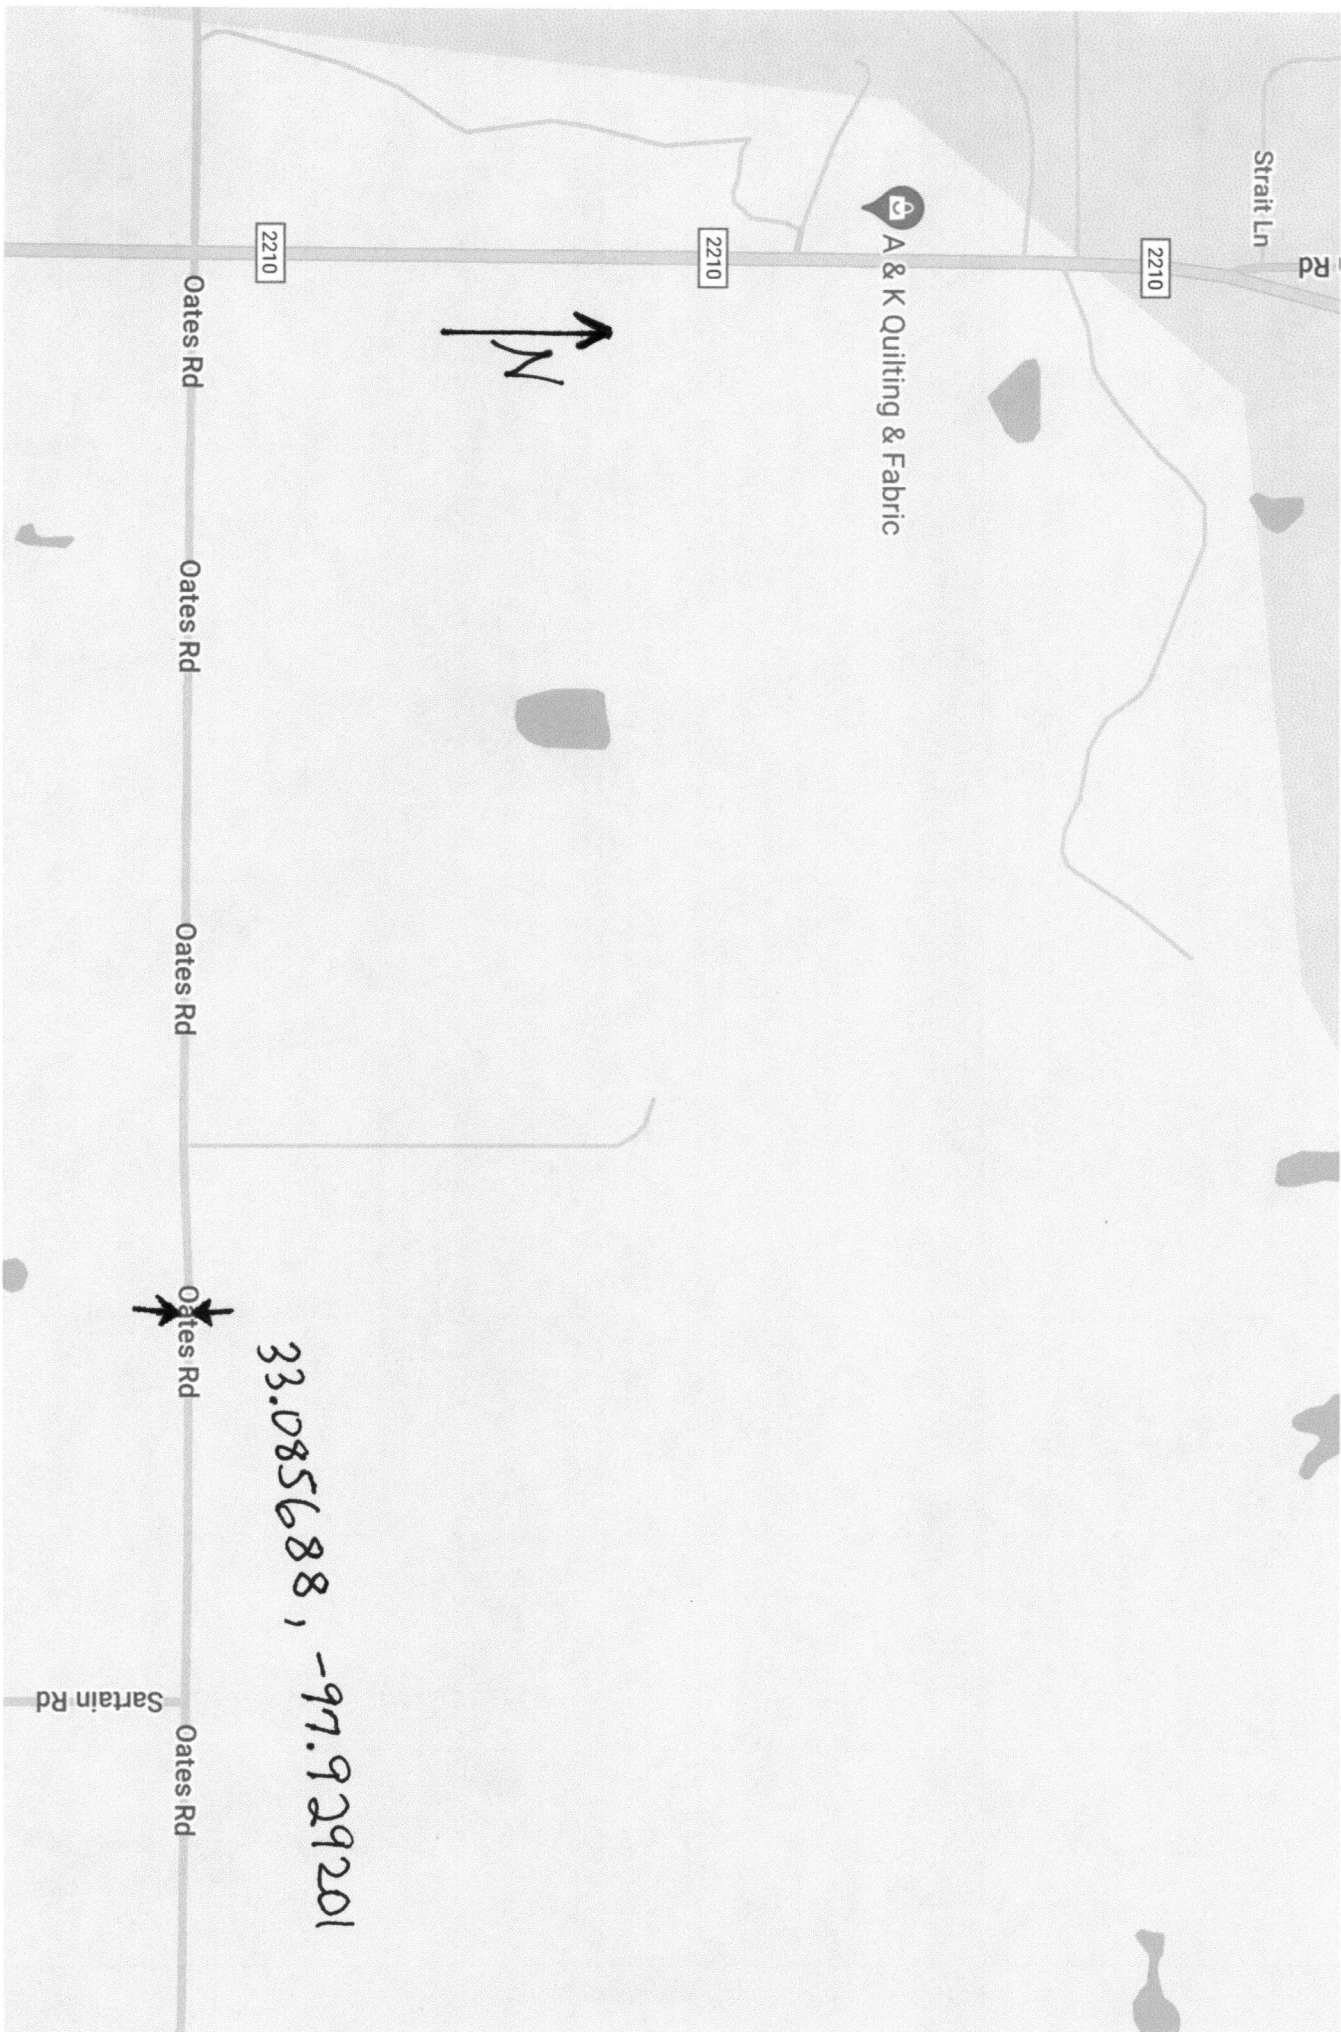 Rd
Strait Ln
2210
A & K Quilting & Fabric
2210
N
2210
33.085688, -97.929201
Oates Rd
Oates Rd
Oates Rd
Oates Rd
Oates Rd
Sartain Rd